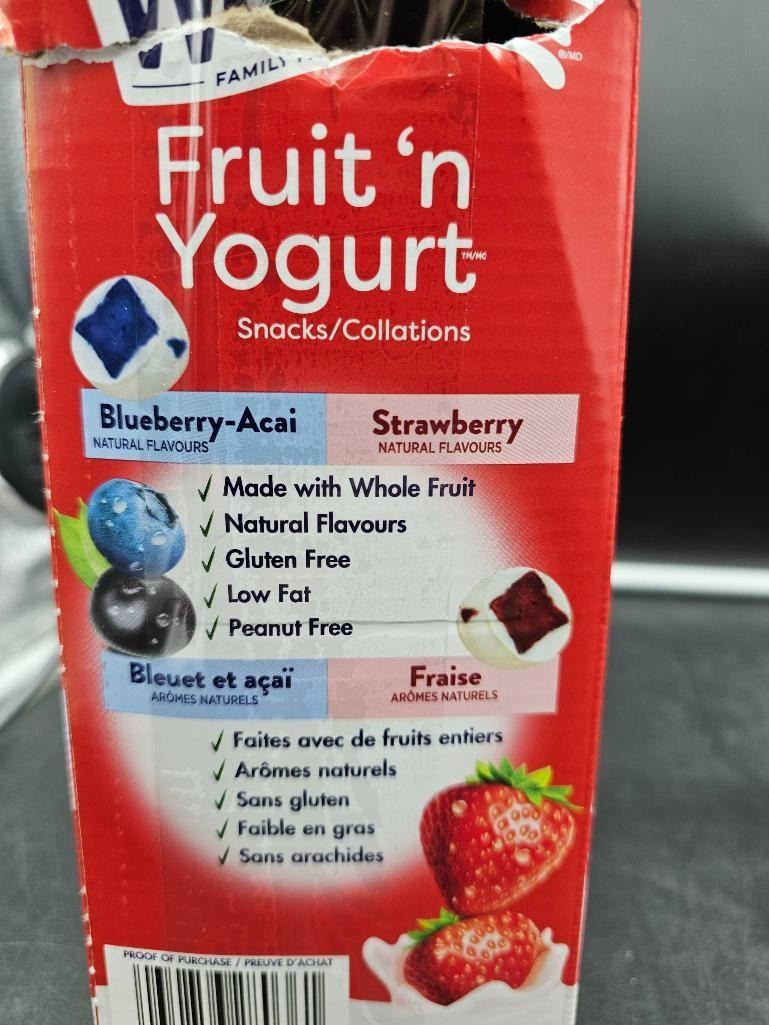 FAMILY
®/MD
Fruit ‘n
Yogurt™/MC
Snacks/Collations
Blueberry-Acai
NATURAL FLAVOURS
Strawberry
NATURAL FLAVOURS
✓ Made with Whole Fruit
✓ Natural Flavours
✓ Gluten Free
✓ Low Fat
✓ Peanut Free
Bleuet et açaï
ARÔMES NATURELS
Fraise
ARÔMES NATURELS
✓ Faites avec de fruits entiers
✓ Arômes naturels
✓ Sans gluten
✓ Faible en gras
✓ Sans arachides
PROOF OF PURCHASE / PREUVE D'ACHAT